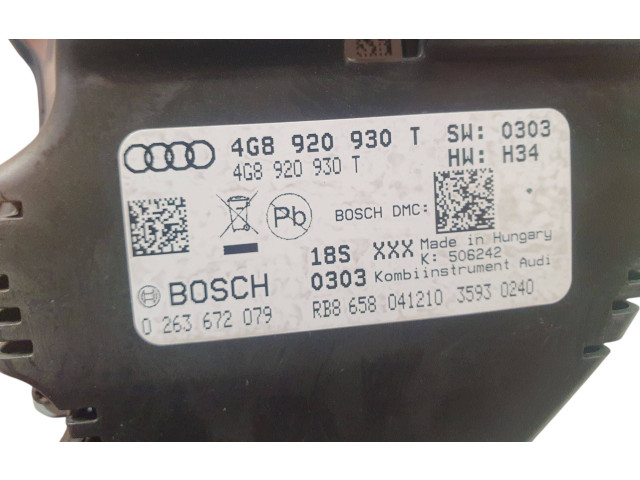 4G8 920 930 T SW: 0303
4G8 920 930 T HW: H34
Pb BOSCH DMC:
18S XXX Made in Hungary
K: 506242
BOSCH 0303 Kombiinstrument Audi
0 263 672 079 RB8 658 041210 3593 0240